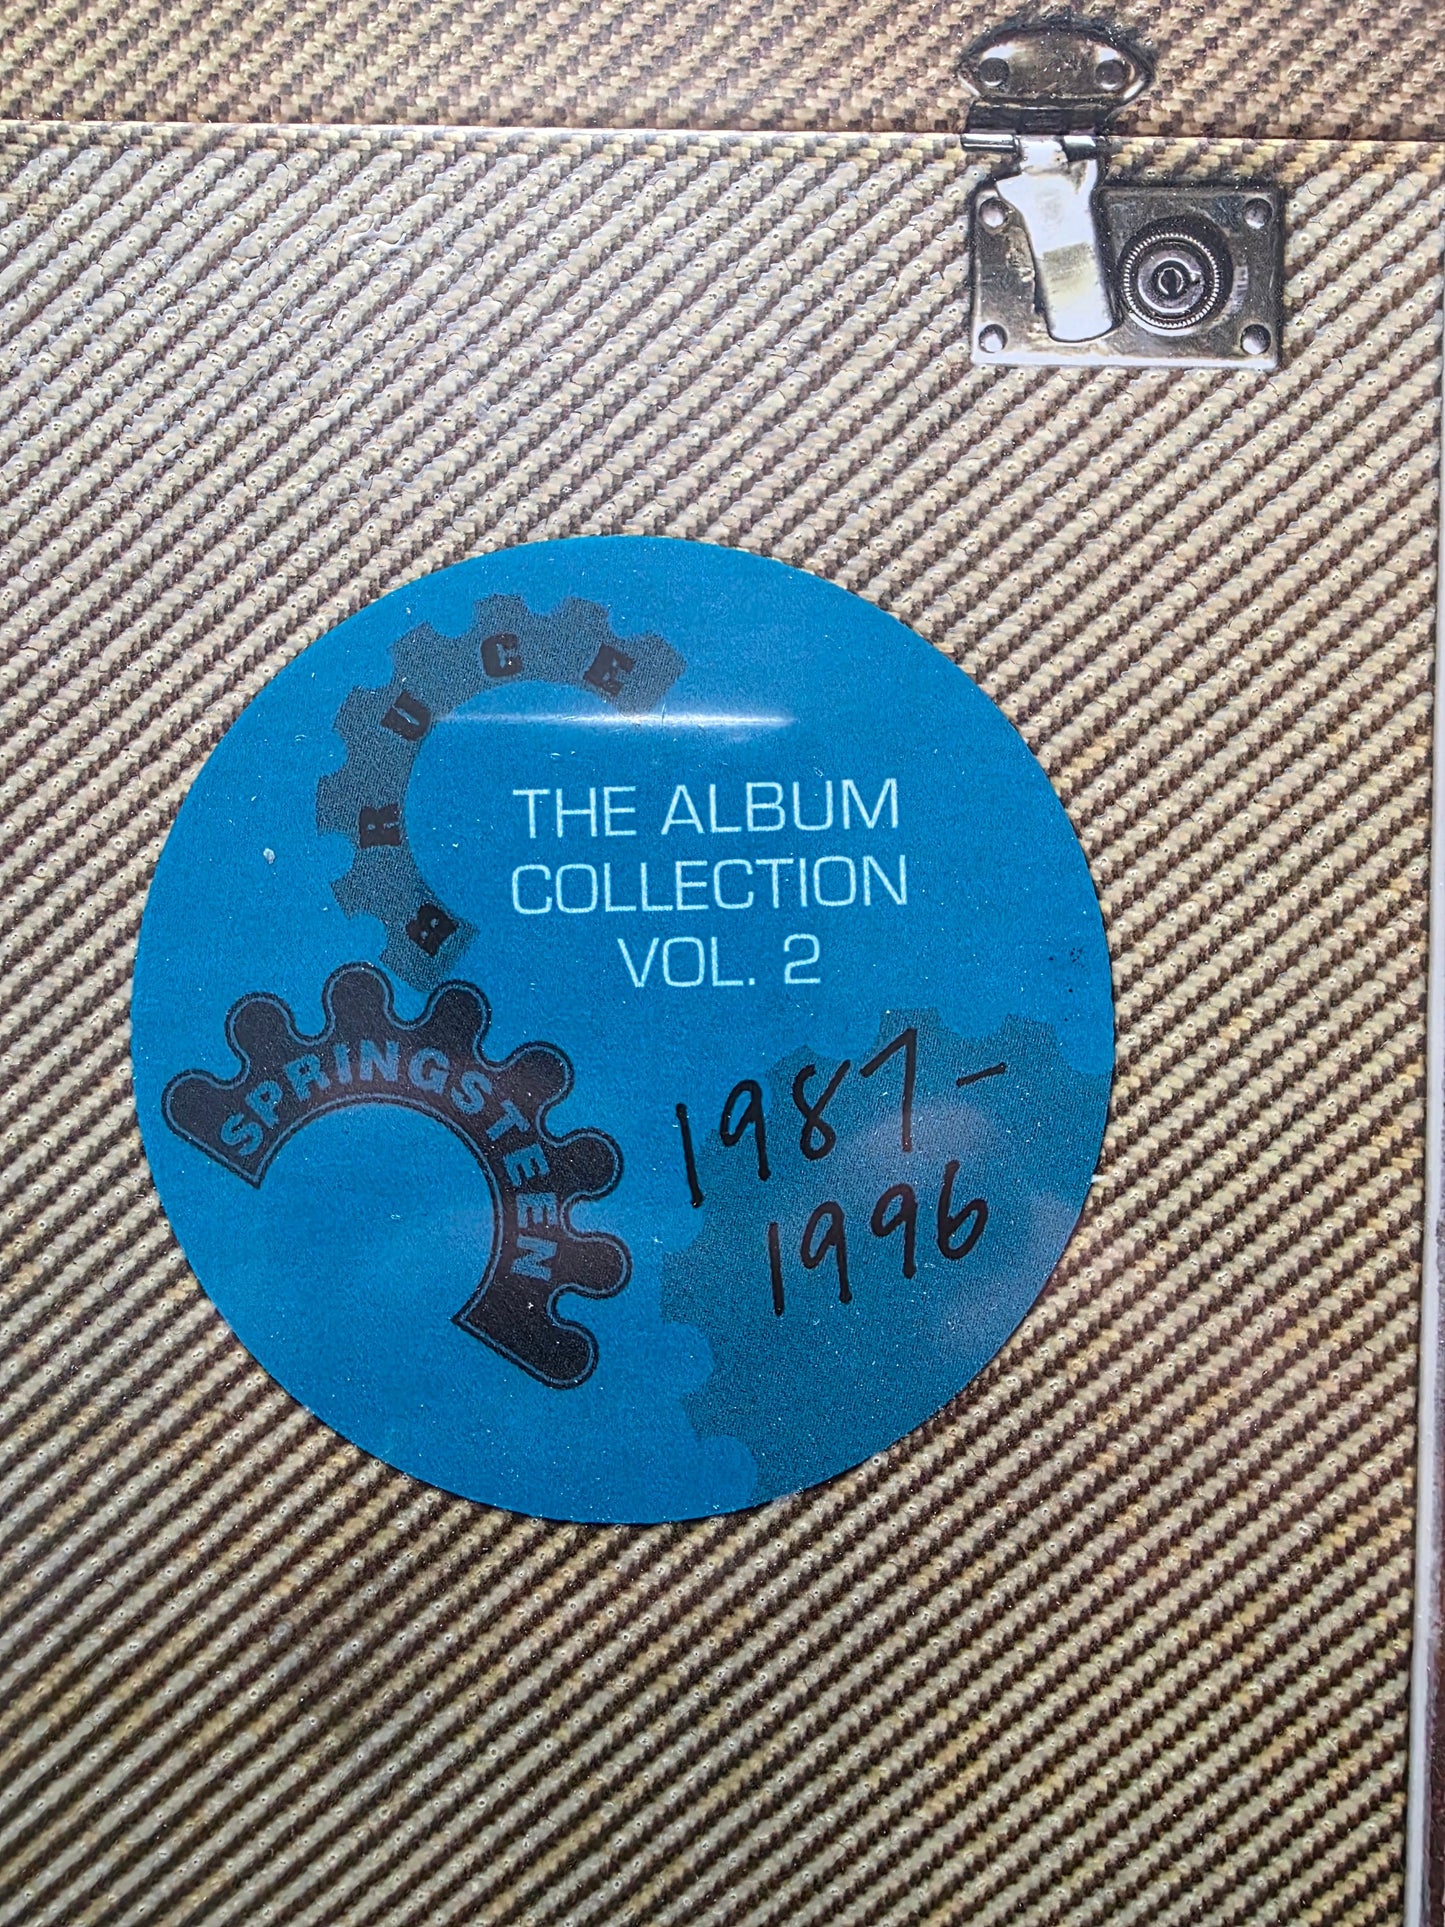 BRUCE
THE ALBUM
COLLECTION
VOL. 2
SPRINGSTEEN
1987-
1996